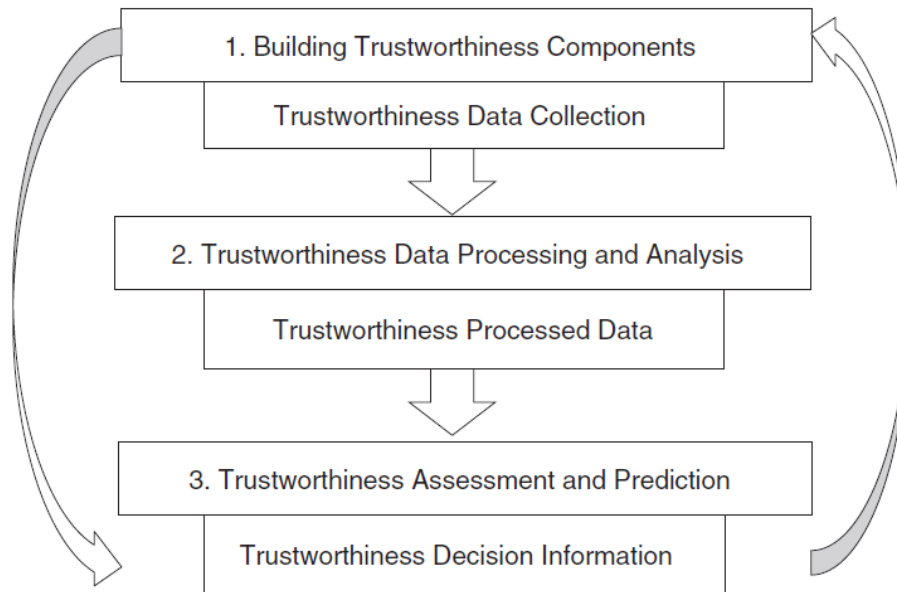 1. Building Trustworthiness Components
Trustworthiness Data Collection
2. Trustworthiness Data Processing and Analysis
Trustworthiness Processed Data
3. Trustworthiness Assessment and Prediction
Trustworthiness Decision Information